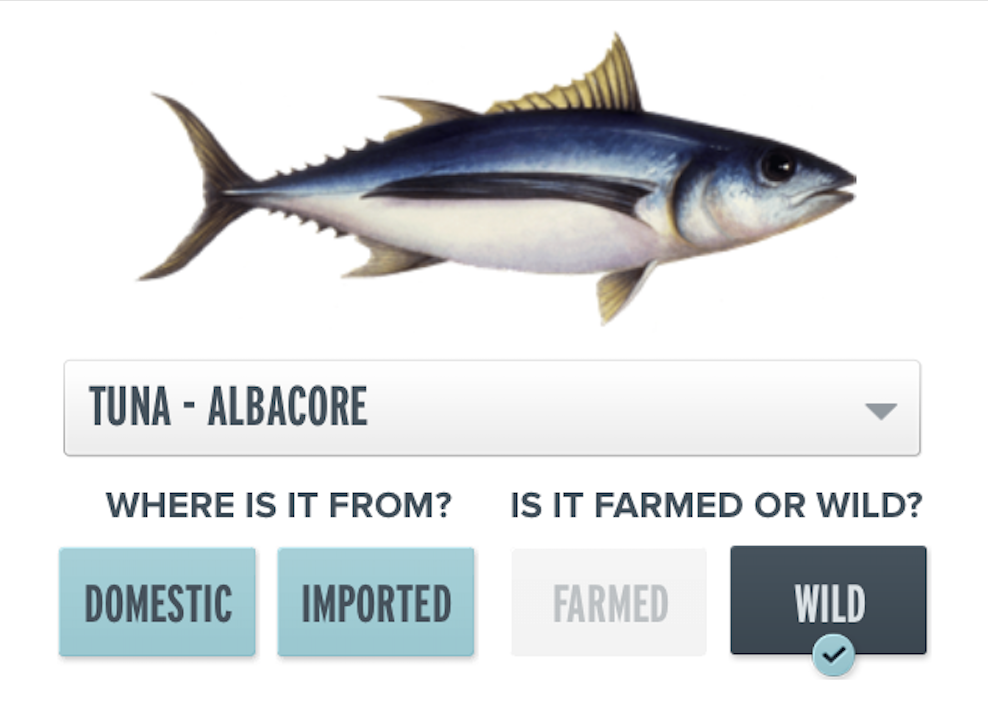 TUNA - ALBACORE
WHERE IS IT FROM? IS IT FARMED OR WILD?
DOMESTIC IMPORTED FARMED WILD